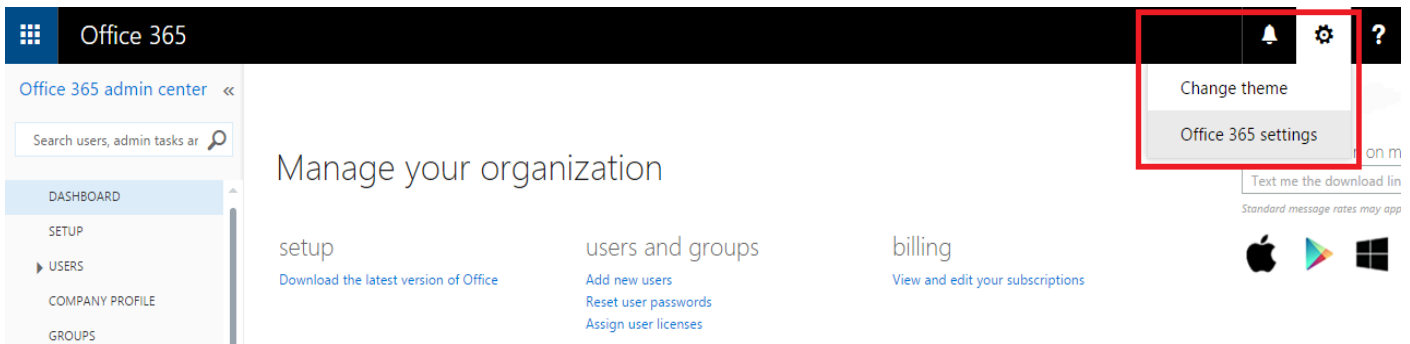 Office 365
?
Office 365 admin center «
Search users, admin tasks ar
DASHBOARD
SETUP
USERS
COMPANY PROFILE
GROUPS
Manage your organization
setup
Download the latest version of Office
users and groups
Add new users
Reset user passwords
Assign user licenses
billing
View and edit your subscriptions
Change theme
Office 365 settings
on m
Text me the download lin
Standard message rates may app